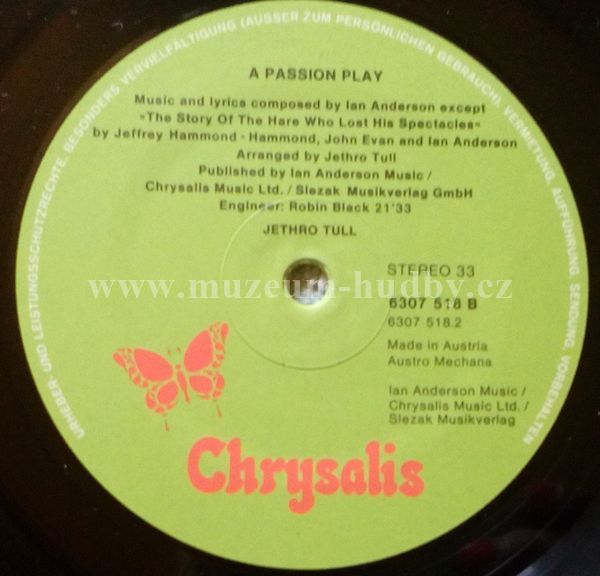 URHEBER- UND LEISTUNGSSCHUTZRECHTE, BESONDERS VERVIELFÄLTIGUNG (AUSSER ZUM PERSÖNLICHEN GEBRAUCH), VERMIETUNG, AUFFÜHRUNG, SENDUNG, VORBEHALTEN
A PASSION PLAY
Music and lyrics composed by Ian Anderson except
»The Story Of The Hare Who Lost His Spectacles«
by Jeffrey Hammond - Hammond, John Evan and Ian Anderson
Arranged by Jethro Tull
Published by Ian Anderson Music /
Chrysalis Music Ltd. / Slezak Musikverlag GmbH
Engineer: Robin Black 21'33
JETHRO TULL
STEREO 33
www.muzeum-hudby.cz
6307 518 B
6307 518.2
Made in Austria
Austro Mechana
Ian Anderson Music /
Chrysalis Music Ltd. /
Slezak Musikverlag
Chrysalis